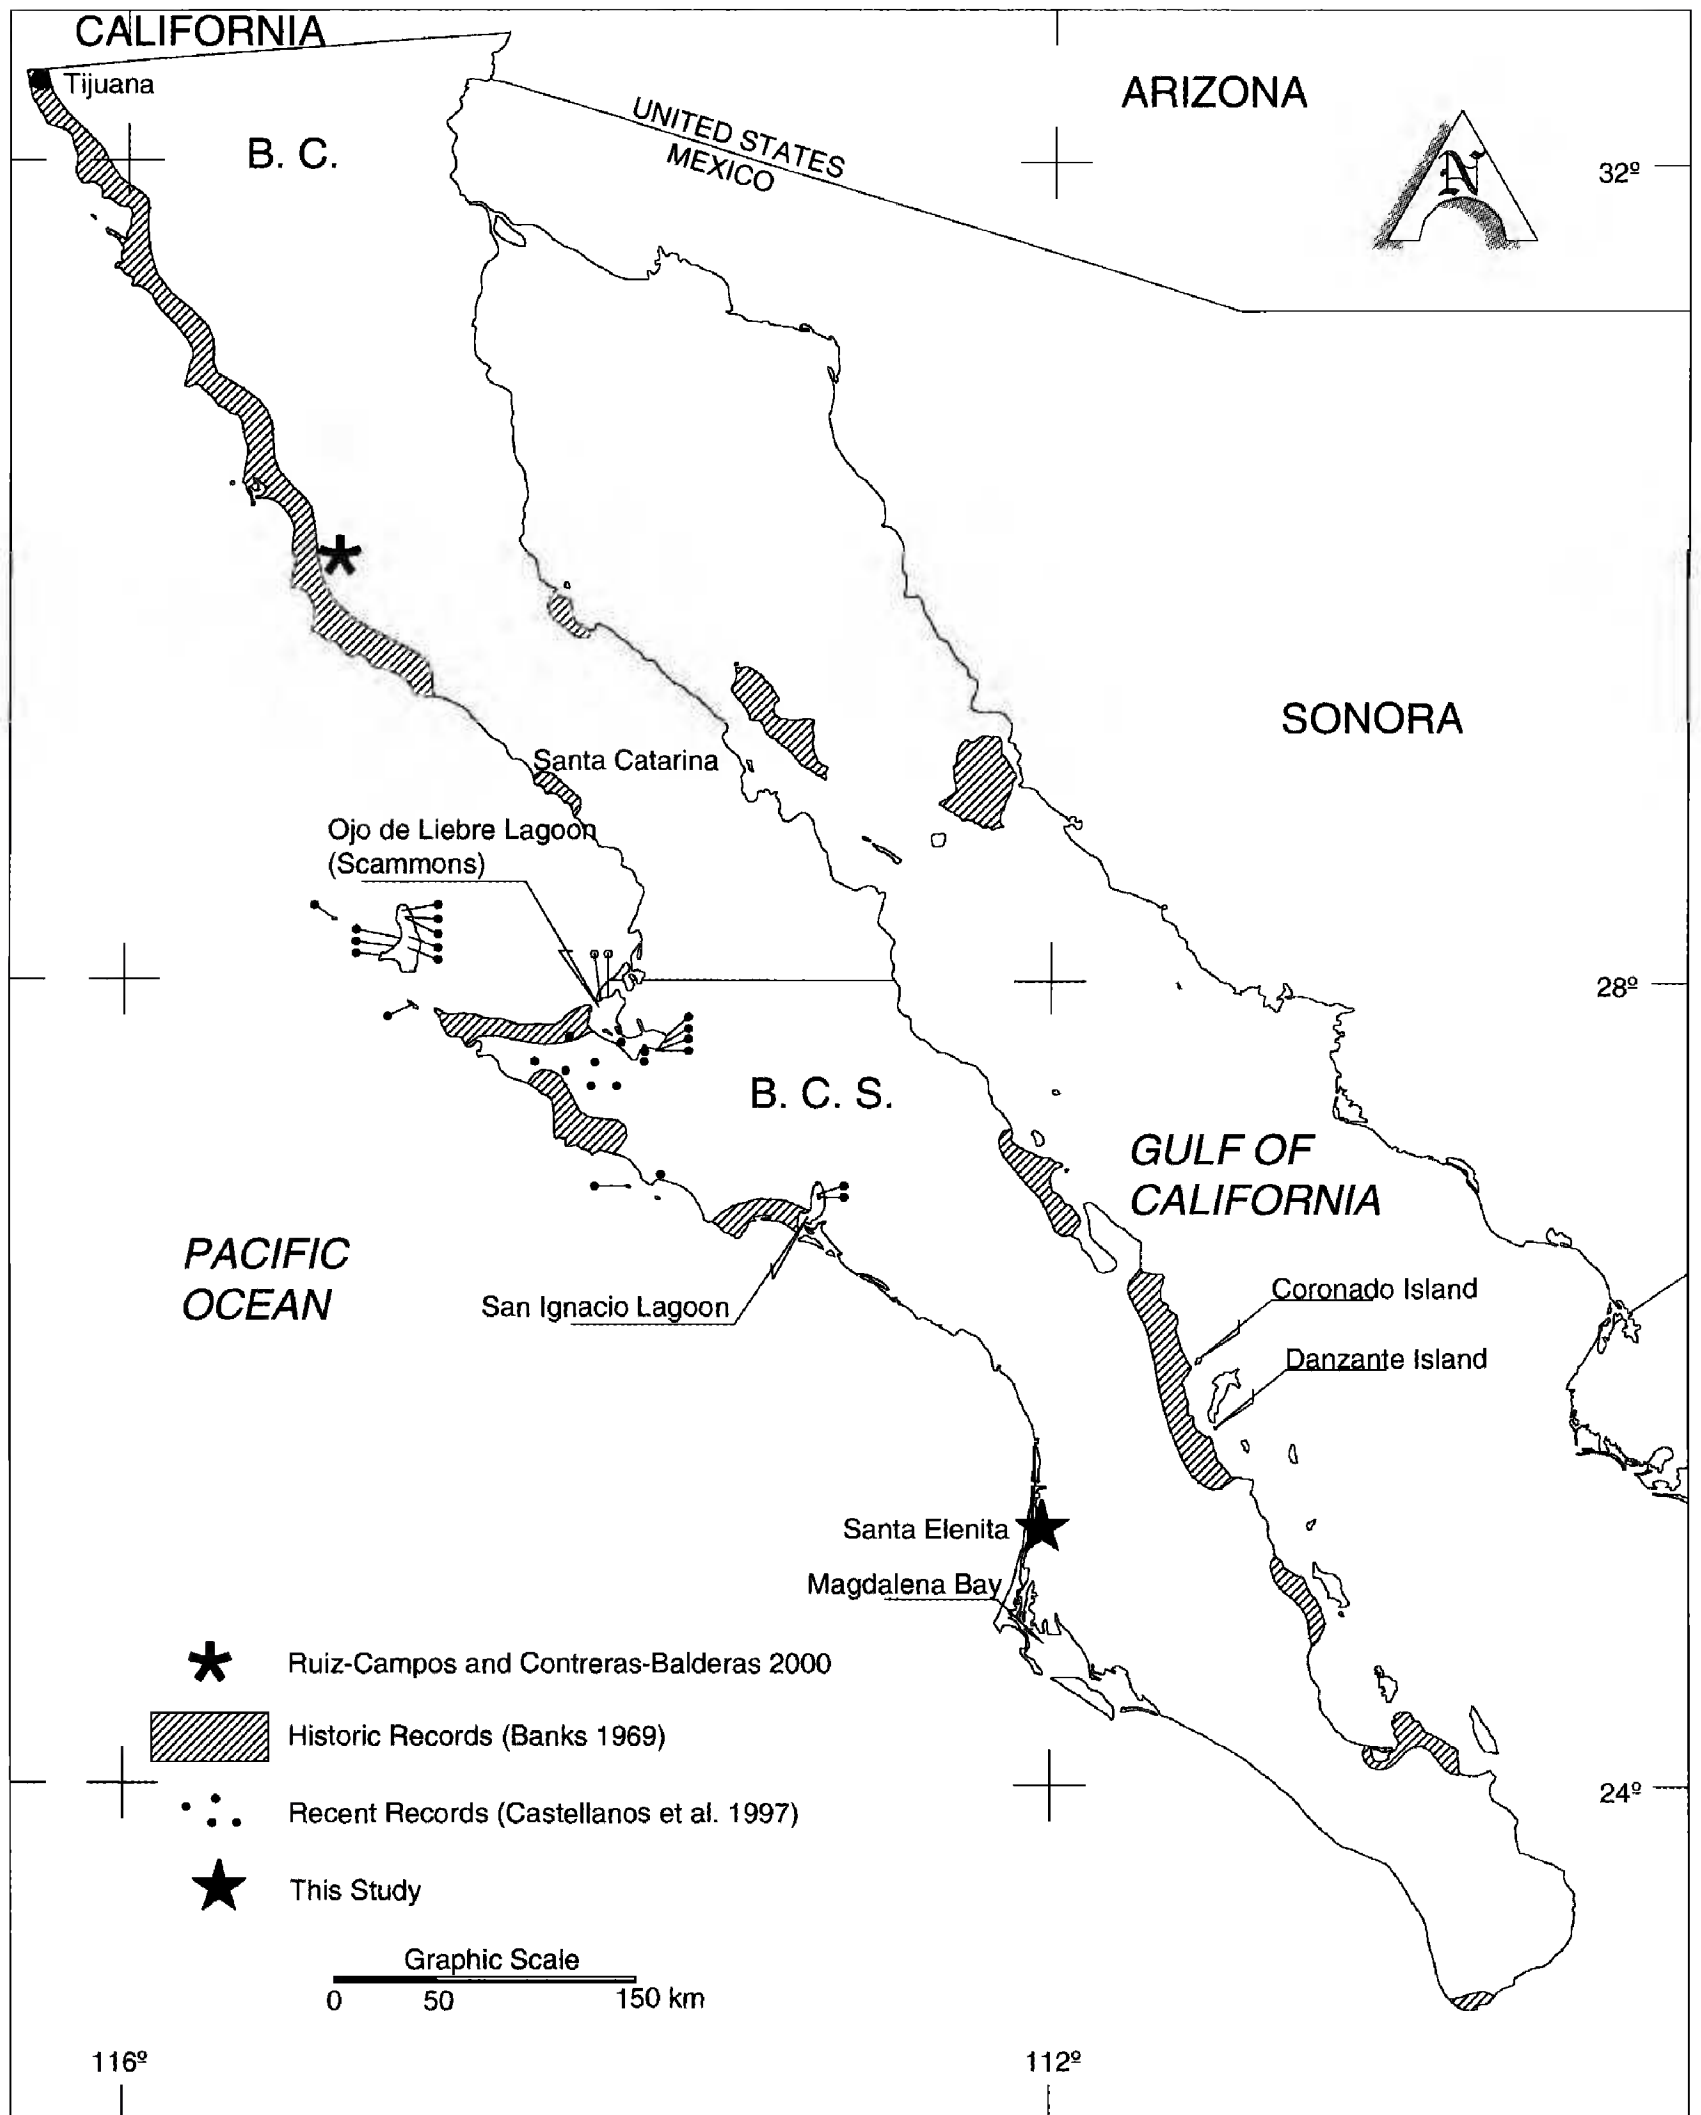 CALIFORNIA
Tijuana
B. C.
UNITED STATES
MEXICO
ARIZONA
N
32º
SONORA
Santa Catarina
Ojo de Liebre Lagoon
(Scammons)
28º
B. C. S.
GULF OF
CALIFORNIA
PACIFIC
OCEAN
San Ignacio Lagoon
Coronado Island
Danzante Island
Santa Elenita
Magdalena Bay
Ruiz-Campos and Contreras-Balderas 2000
Historic Records (Banks 1969)
24º
Recent Records (Castellanos et al. 1997)
This Study
Graphic Scale
0 50 150 km
116º 112º